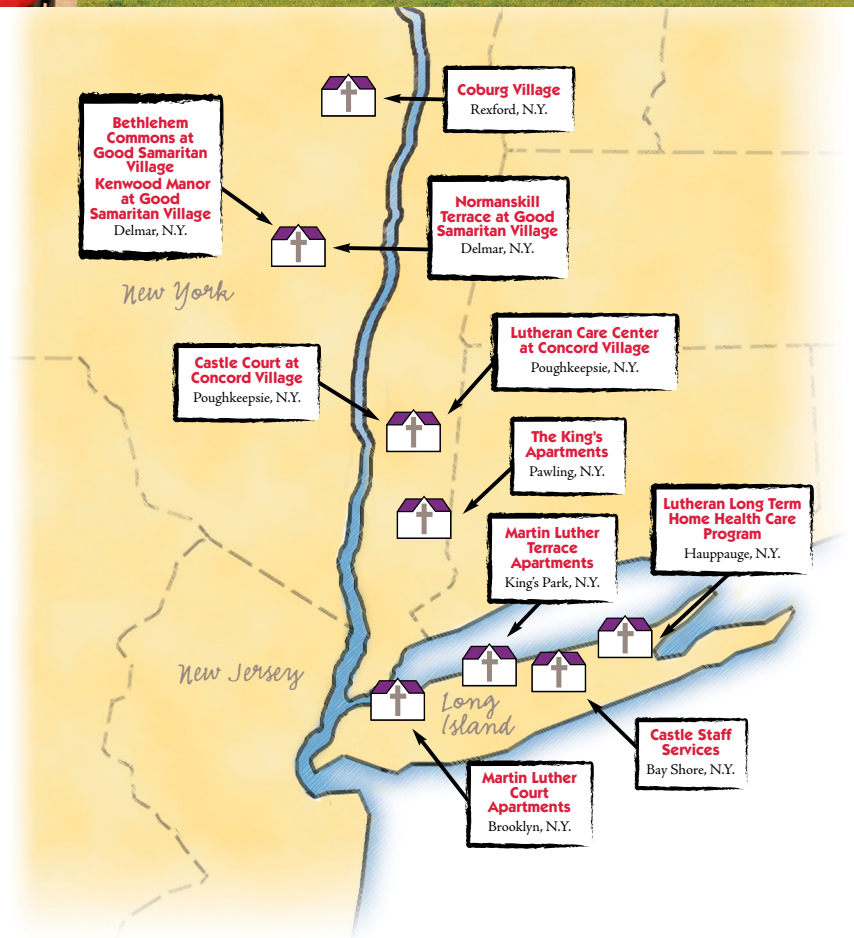 Coburg Village
Rexford, N.Y.
Bethlehem
Commons at
Good Samaritan
Village
Kenwood Manor
at Good
Samaritan Village
Delmar, N.Y.
Normanskill
Terrace at Good
Samaritan Village
Delmar, N.Y.
New York
Lutheran Care Center
at Concord Village
Poughkeepsie, N.Y.
Castle Court at
Concord Village
Poughkeepsie, N.Y.
The King's
Apartments
Pawling, N.Y.
Lutheran Long Term
Home Health Care
Program
Hauppauge, N.Y.
Martin Luther
Terrace
Apartments
King's Park, N.Y.
New Jersey
Long
Island
Castle Staff
Services
Bay Shore, N.Y.
Martin Luther
Court
Apartments
Brooklyn, N.Y.